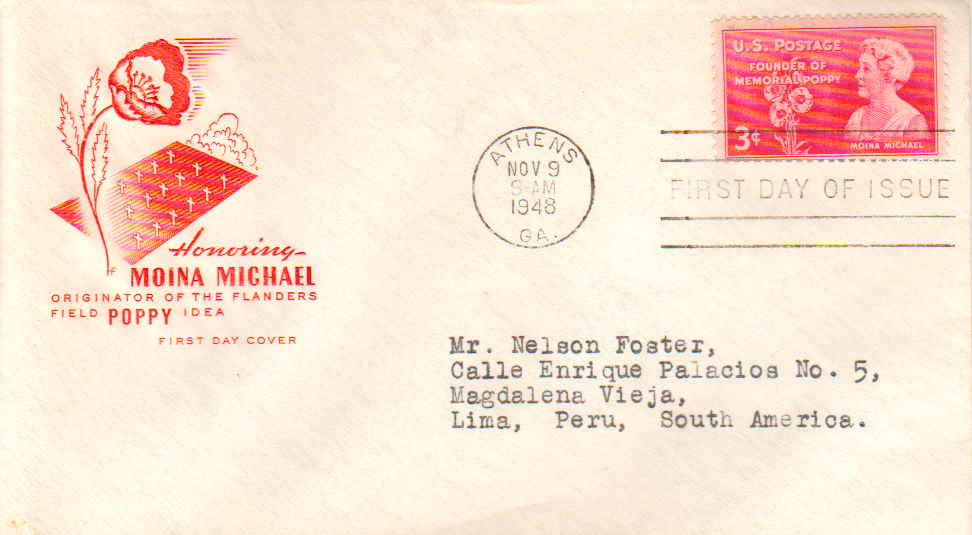 Honoring
MOINA MICHAEL
ORIGINATOR OF THE FLANDERS
FIELD POPPY IDEA
FIRST DAY COVER
ATHENS
NOV 9
9-AM
1948
GA.
U.S. POSTAGE
FOUNDER OF
MEMORIAL POPPY
3¢
MOINA MICHAEL
FIRST DAY OF ISSUE
Mr. Nelson Foster,
Calle Enrique Palacios No. 5,
Magdalena Vieja,
Lima, Peru, South America.